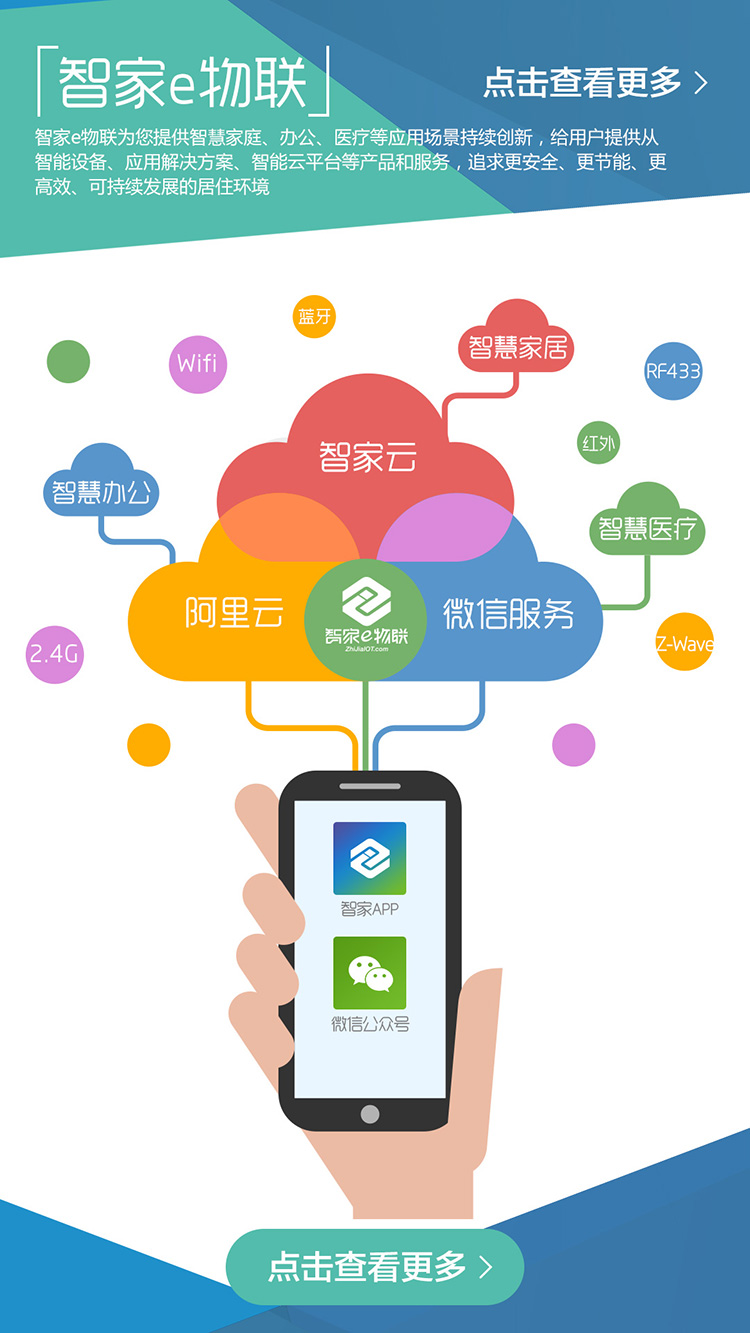 「智家e物联」
点击查看更多 >
智家e物联为您提供智慧家庭、办公、医疗等应用场景持续创新，给用户提供从
智能设备、应用解决方案、智能云平台等产品和服务，追求更安全、更节能、更
高效、可持续发展的居住环境
蓝牙
智慧家居
Wifi
RF433
智家云
红外
智慧办公
智慧医疗
阿里云
智家e物联
ZhiJiaIOT.com
微信服务
2.4G
Z-Wave
智家APP
微信公众号
点击查看更多 >